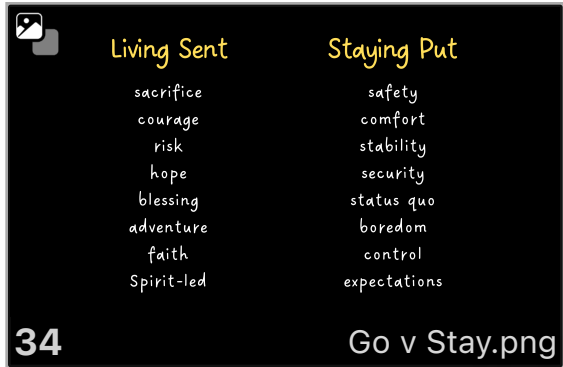 Living Sent
sacrifice
courage
risk
hope
blessing
adventure
faith
Spirit-led
Staying Put
safety
comfort
stability
security
status quo
boredom
control
expectations
34
Go v Stay.png